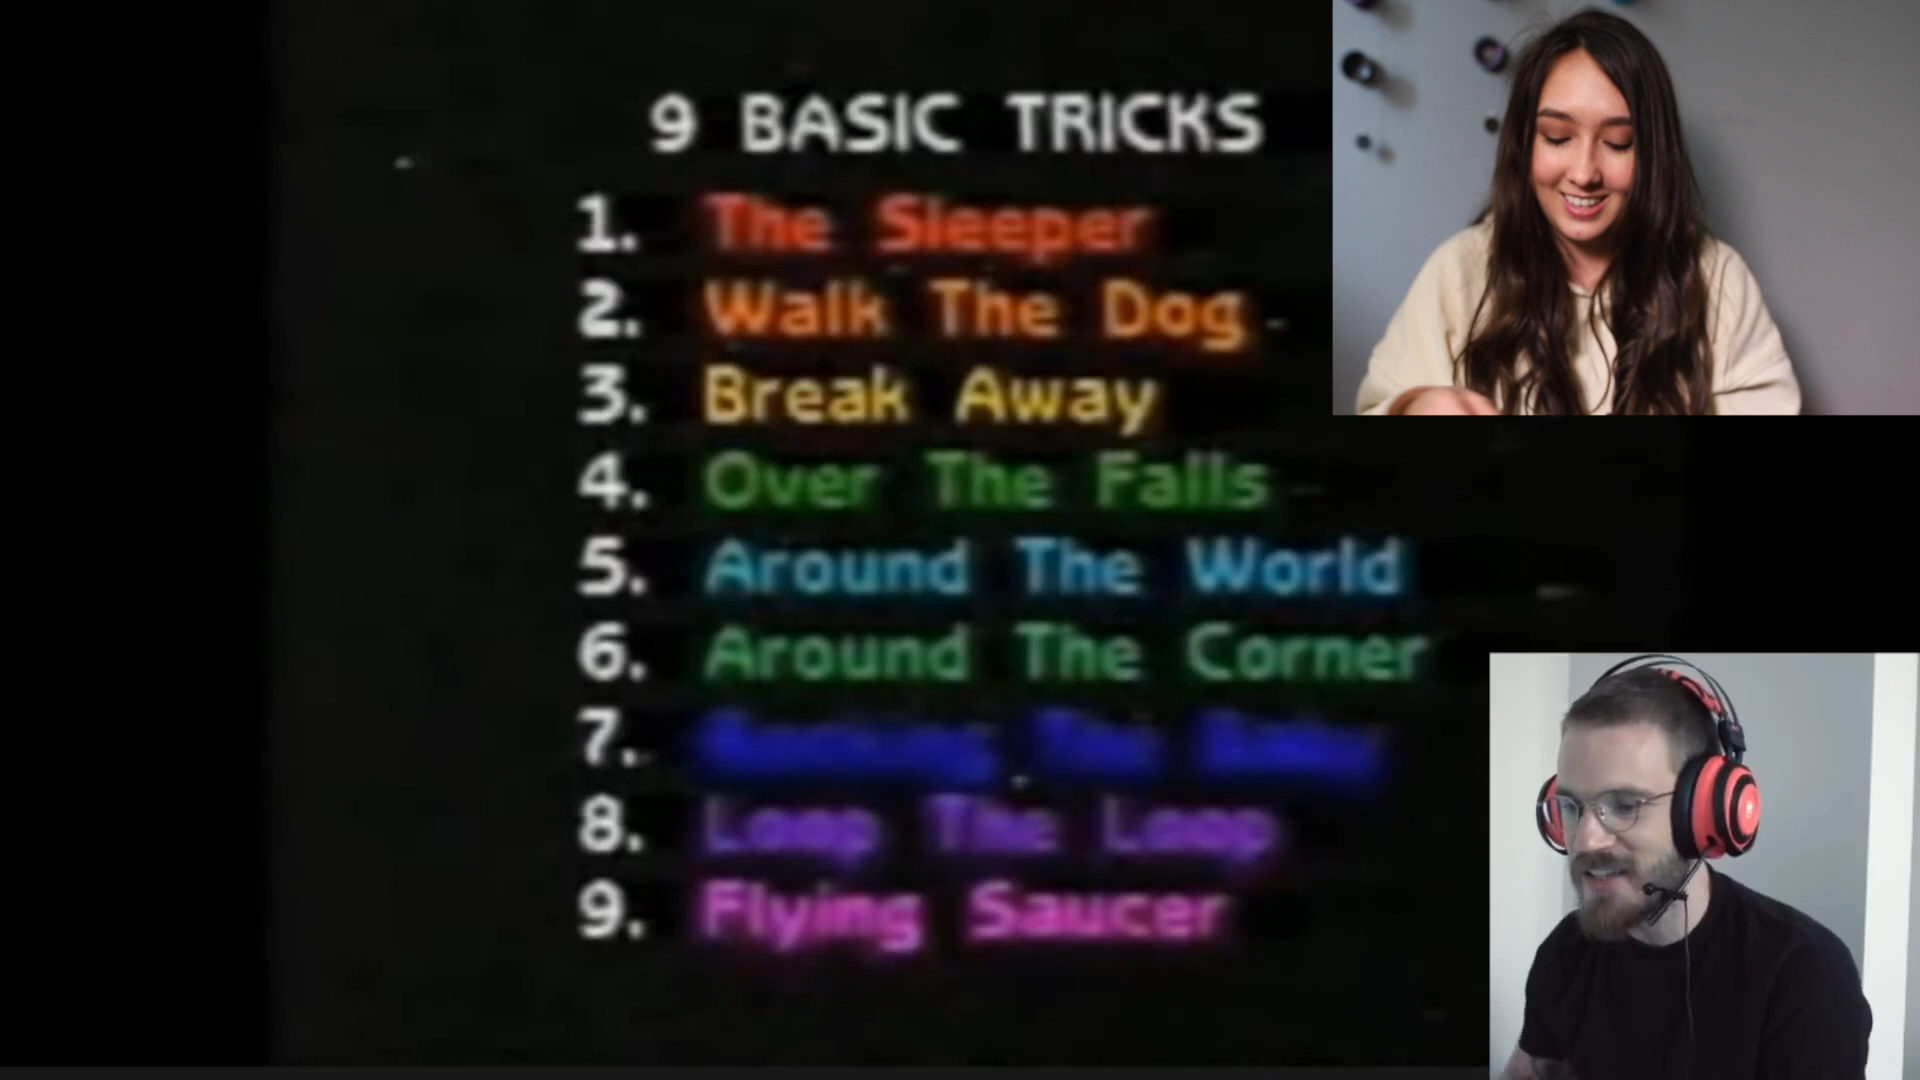 9 BASIC TRICKS
1. The Sleeper
2. Walk The Dog
3. Break Away
4. Over The Falls
5. Around The World
6. Around The Corner
7. The
8. Loop The Loop
9. Flying Saucer